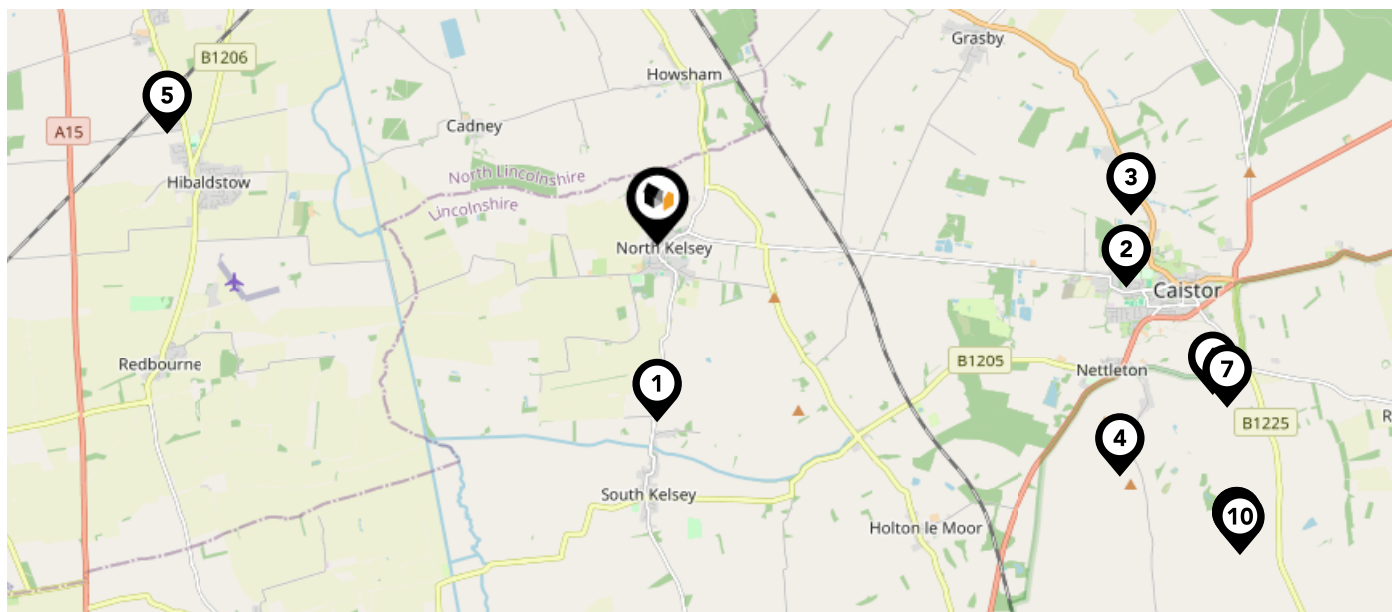 Grasby
B1206
Howsham
5
A15
Cadney
North Lincolnshire
3
Hibaldstow
Lincolnshire
North Kelsey
2
Caistor
Redbourne
B1205
Nettleton
7
1
B1225
R
4
South Kelsey
10
Holton le Moor